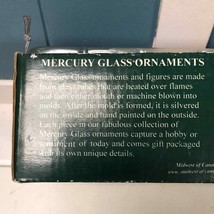 MERCURY GLASS ORNAMENTS
Mercury Glass ornaments and figures are made
from glass tubes that are heated over flames
and then either mouth or machine blown into
molds. After the mold is formed, it is silvered
on the inside and hand painted on the outside.
Each piece in our fabulous collection of
Mercury Glass ornaments capture a hobby or
sentiment of today and comes gift packaged
with its own unique details.
Midwest of Cannon
www.